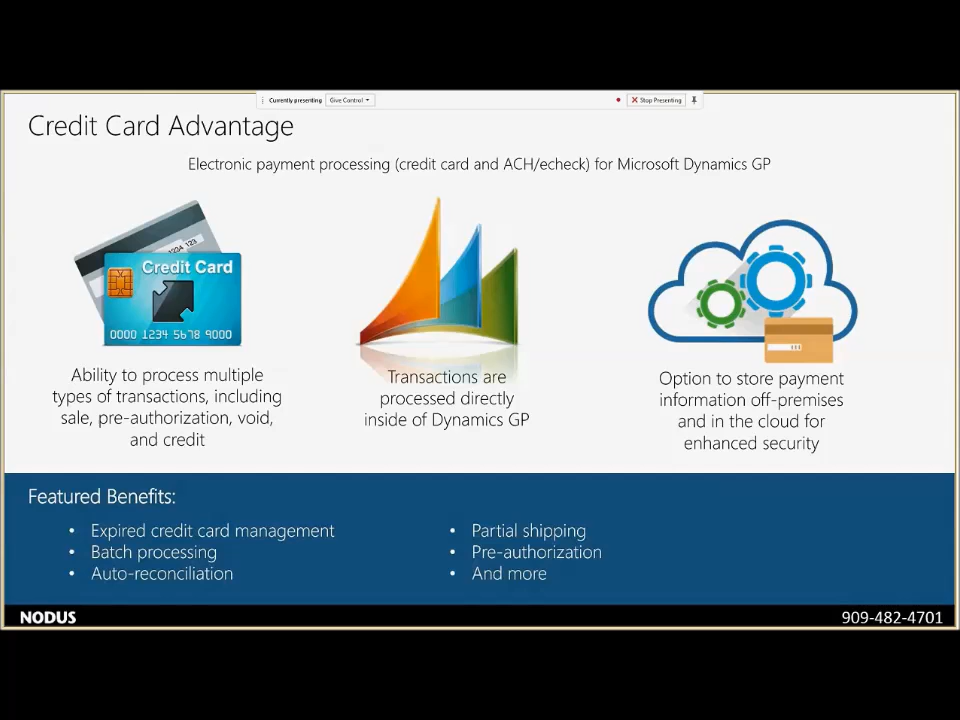 Currently presenting Give Control Stop Presenting
Credit Card Advantage
Electronic payment processing (credit card and ACH/echeck) for Microsoft Dynamics GP
Credit Card
0000 1234 5678 9000
Ability to process multiple
types of transactions, including
sale, pre-authorization, void,
and credit
Transactions are
processed directly
inside of Dynamics GP
Option to store payment
information off-premises
and in the cloud for
enhanced security
Featured Benefits:
• Expired credit card management
• Batch processing
• Auto-reconciliation
• Partial shipping
• Pre-authorization
• And more
NODUS
909-482-4701